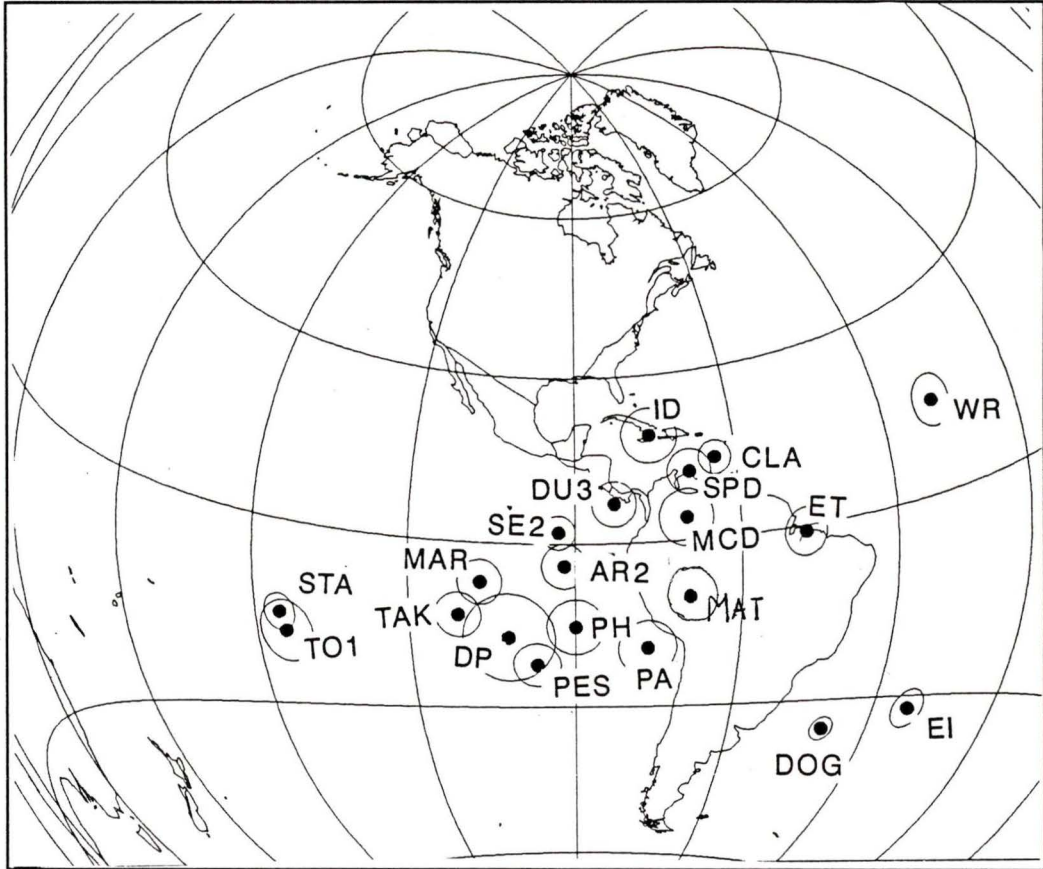 WR
ID
CLA
SPD
DU3
ET
SE2
MCD
MAR
AR2
STA
MAT
TAK
PH
TO1
DP
PA
PES
EI
DOG